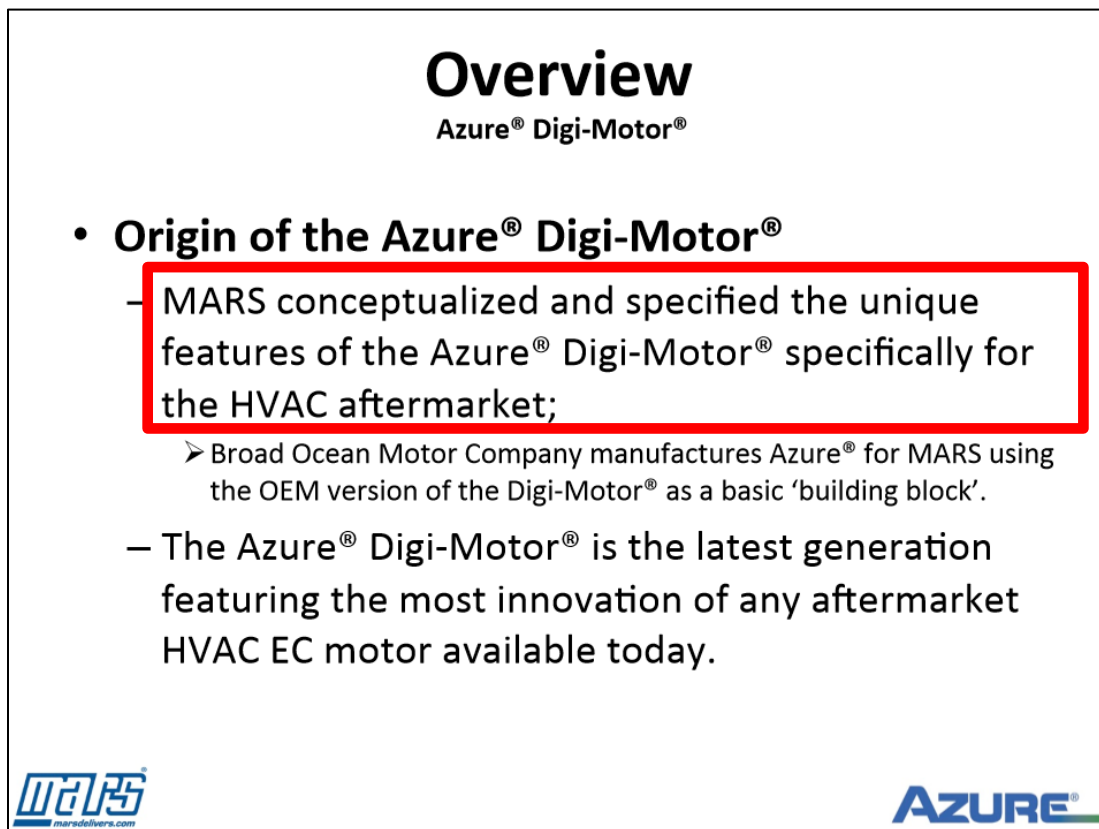 Overview
Azure® Digi-Motor®
• Origin of the Azure® Digi-Motor®
– MARS conceptualized and specified the unique
features of the Azure® Digi-Motor® specifically for
the HVAC aftermarket;
➢ Broad Ocean Motor Company manufactures Azure® for MARS using
the OEM version of the Digi-Motor® as a basic ‘building block’.
– The Azure® Digi-Motor® is the latest generation
featuring the most innovation of any aftermarket
HVAC EC motor available today.
mars
marsdelivers.com
AZURE®